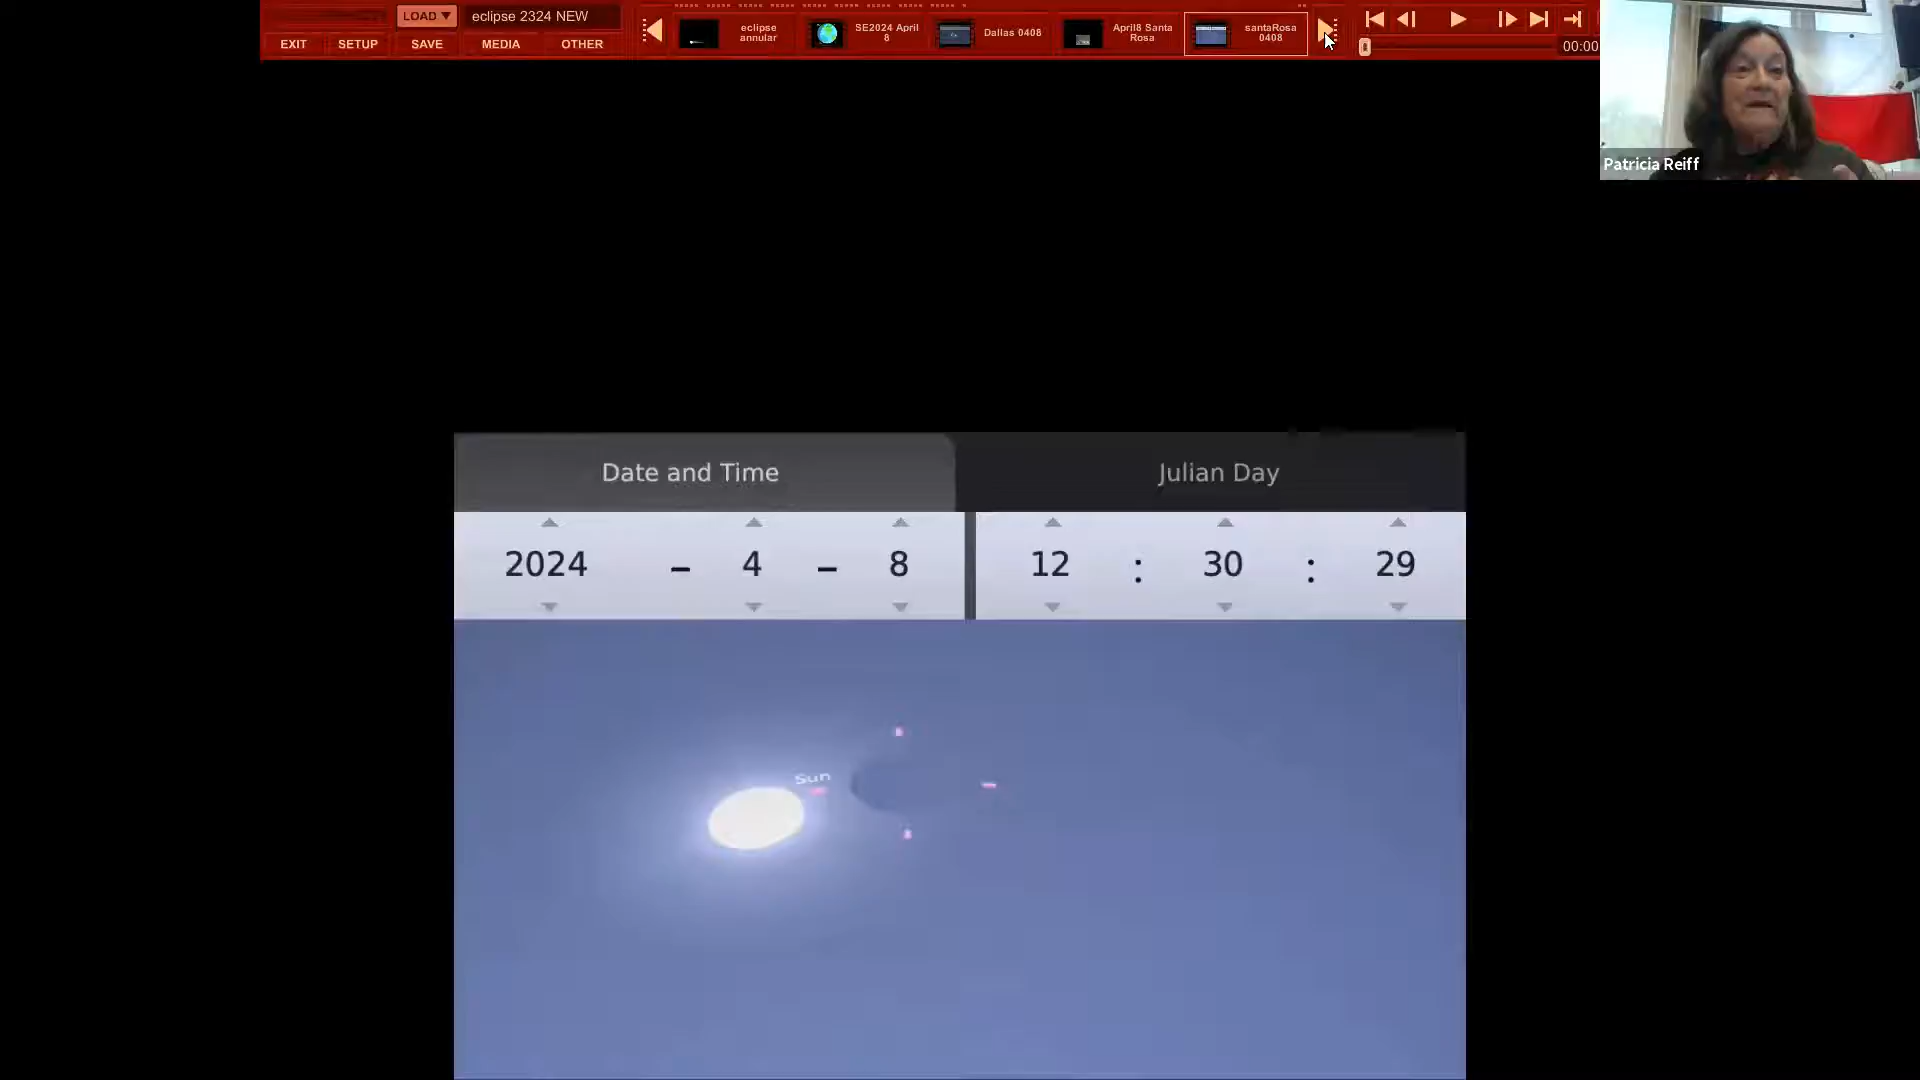 LOAD ▼ eclipse 2324 NEW
EXIT SETUP SAVE MEDIA OTHER
eclipse
annular
SE2024 April
8
Dallas 0408
April8 Santa
Rosa
santaRosa
0408
00:00
Patricia Reiff
Date and Time Julian Day
2024 - 4 - 8 12 : 30 : 29
Sun